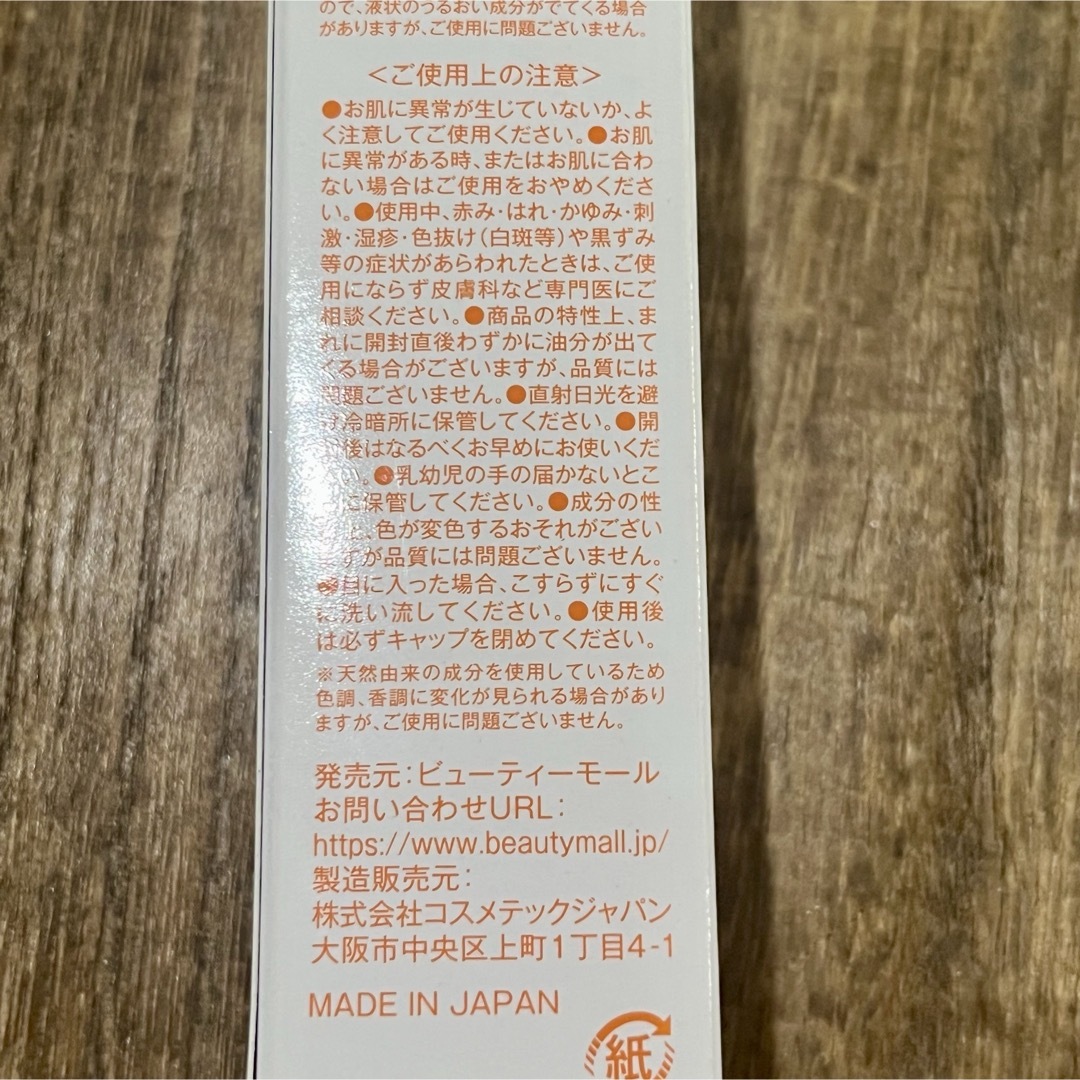 ので、液状のうるおい成分がでてくる場合
がありますが、ご使用に問題ございません。
＜ご使用上の注意＞
●お肌に異常が生じていないか、よ
く注意してご使用ください。●お肌
に異常がある時、またはお肌に合わ
ない場合はご使用をおやめくださ
い。●使用中、赤み・はれ・かゆみ・刺
激・湿疹・色抜け(白斑等)や黒ずみ
等の症状があらわれたときは、ご使
用にならず皮膚科など専門医にご
相談ください。●商品の特性上、ま
れに開封直後わずかに油分が出て
くる場合がございますが、品質には
問題ございません。●直射日光を避
け冷暗所に保管してください。●開
封後はなるべくお早めにお使いくだ
。●乳幼児の手の届かないとこ
に保管してください。●成分の性
上、色が変色するおそれがござい
ますが品質には問題ございません。
●目に入った場合、こすらずにすぐ
に洗い流してください。●使用後
は必ずキャップを閉めてください。
※天然由来の成分を使用しているため
色調、香調に変化が見られる場合があり
ますが、ご使用に問題ございません。
発売元：ビューティーモール
お問い合わせURL：
https://www.beautymall.jp/
製造販売元：
株式会社コスメテックジャパン
大阪市中央区上町1丁目4-1
MADE IN JAPAN
紙